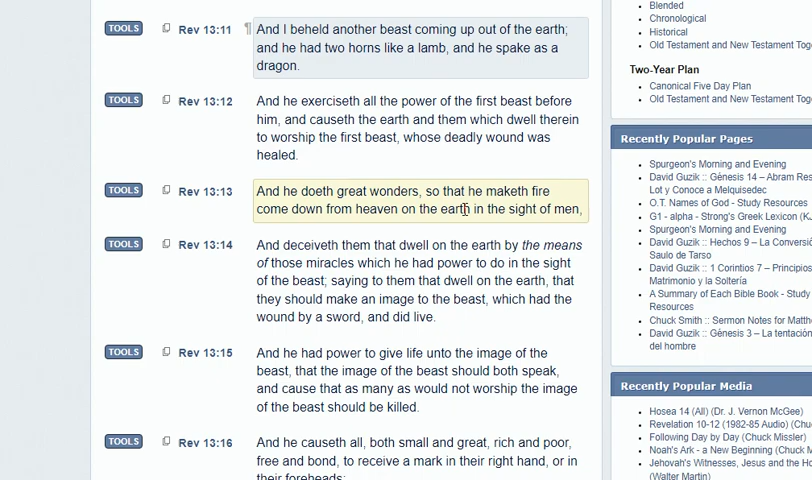 TOOLS Rev 13:11 ¶ And I beheld another beast coming up out of the earth;
and he had two horns like a lamb, and he spake as a
dragon.
TOOLS Rev 13:12 And he exerciseth all the power of the first beast before
him, and causeth the earth and them which dwell therein
to worship the first beast, whose deadly wound was
healed.
TOOLS Rev 13:13 And he doeth great wonders, so that he maketh fire
come down from heaven on the earth in the sight of men,
TOOLS Rev 13:14 And deceiveth them that dwell on the earth by the means
of those miracles which he had power to do in the sight
of the beast; saying to them that dwell on the earth, that
they should make an image to the beast, which had the
wound by a sword, and did live.
TOOLS Rev 13:15 And he had power to give life unto the image of the
beast, that the image of the beast should both speak,
and cause that as many as would not worship the image
of the beast should be killed.
TOOLS Rev 13:16 And he causeth all, both small and great, rich and poor,
free and bond, to receive a mark in their right hand, or in
their foreheads:
Blended
Chronological
Historical
Old Testament and New Testament Tog
Two-Year Plan
Canonical Five Day Plan
Old Testament and New Testament Tog
Recently Popular Pages
Spurgeon's Morning and Evening
David Guzik :: Génesis 14 – Abram Res
Lot y Conoce a Melquisedec
O.T. Names of God - Study Resources
G1 - alpha - Strong's Greek Lexicon (KJ
Spurgeon's Morning and Evening
David Guzik :: Hechos 9 – La Conversió
Saulo de Tarso
David Guzik :: 1 Corintios 7 – Principios
Matrimonio y la Soltería
A Summary of Each Bible Book - Study
Resources
Chuck Smith :: Sermon Notes for Matth
David Guzik :: Génesis 3 – La tentación
del hombre
Recently Popular Media
Hosea 14 (All) (Dr. J. Vernon McGee)
Revelation 10-12 (1982-85 Audio) (Chu
Following Day by Day (Chuck Missler)
Noah's Ark - a New Beginning (Chuck
Jehovah's Witnesses, Jesus and the Ho
(Walter Martin)